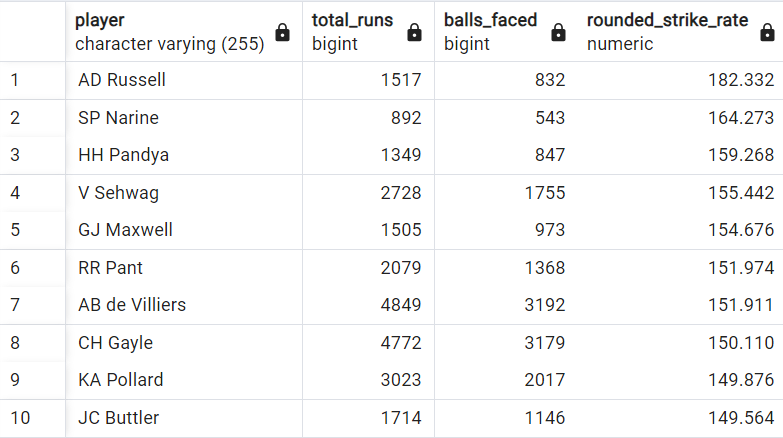 player total_runs balls_faced rounded_strike_rate
character varying (255) bigint bigint numeric
1 AD Russell 1517 832 182.332
2 SP Narine 892 543 164.273
3 HH Pandya 1349 847 159.268
4 V Sehwag 2728 1755 155.442
5 GJ Maxwell 1505 973 154.676
6 RR Pant 2079 1368 151.974
7 AB de Villiers 4849 3192 151.911
8 CH Gayle 4772 3179 150.110
9 KA Pollard 3023 2017 149.876
10 JC Buttler 1714 1146 149.564